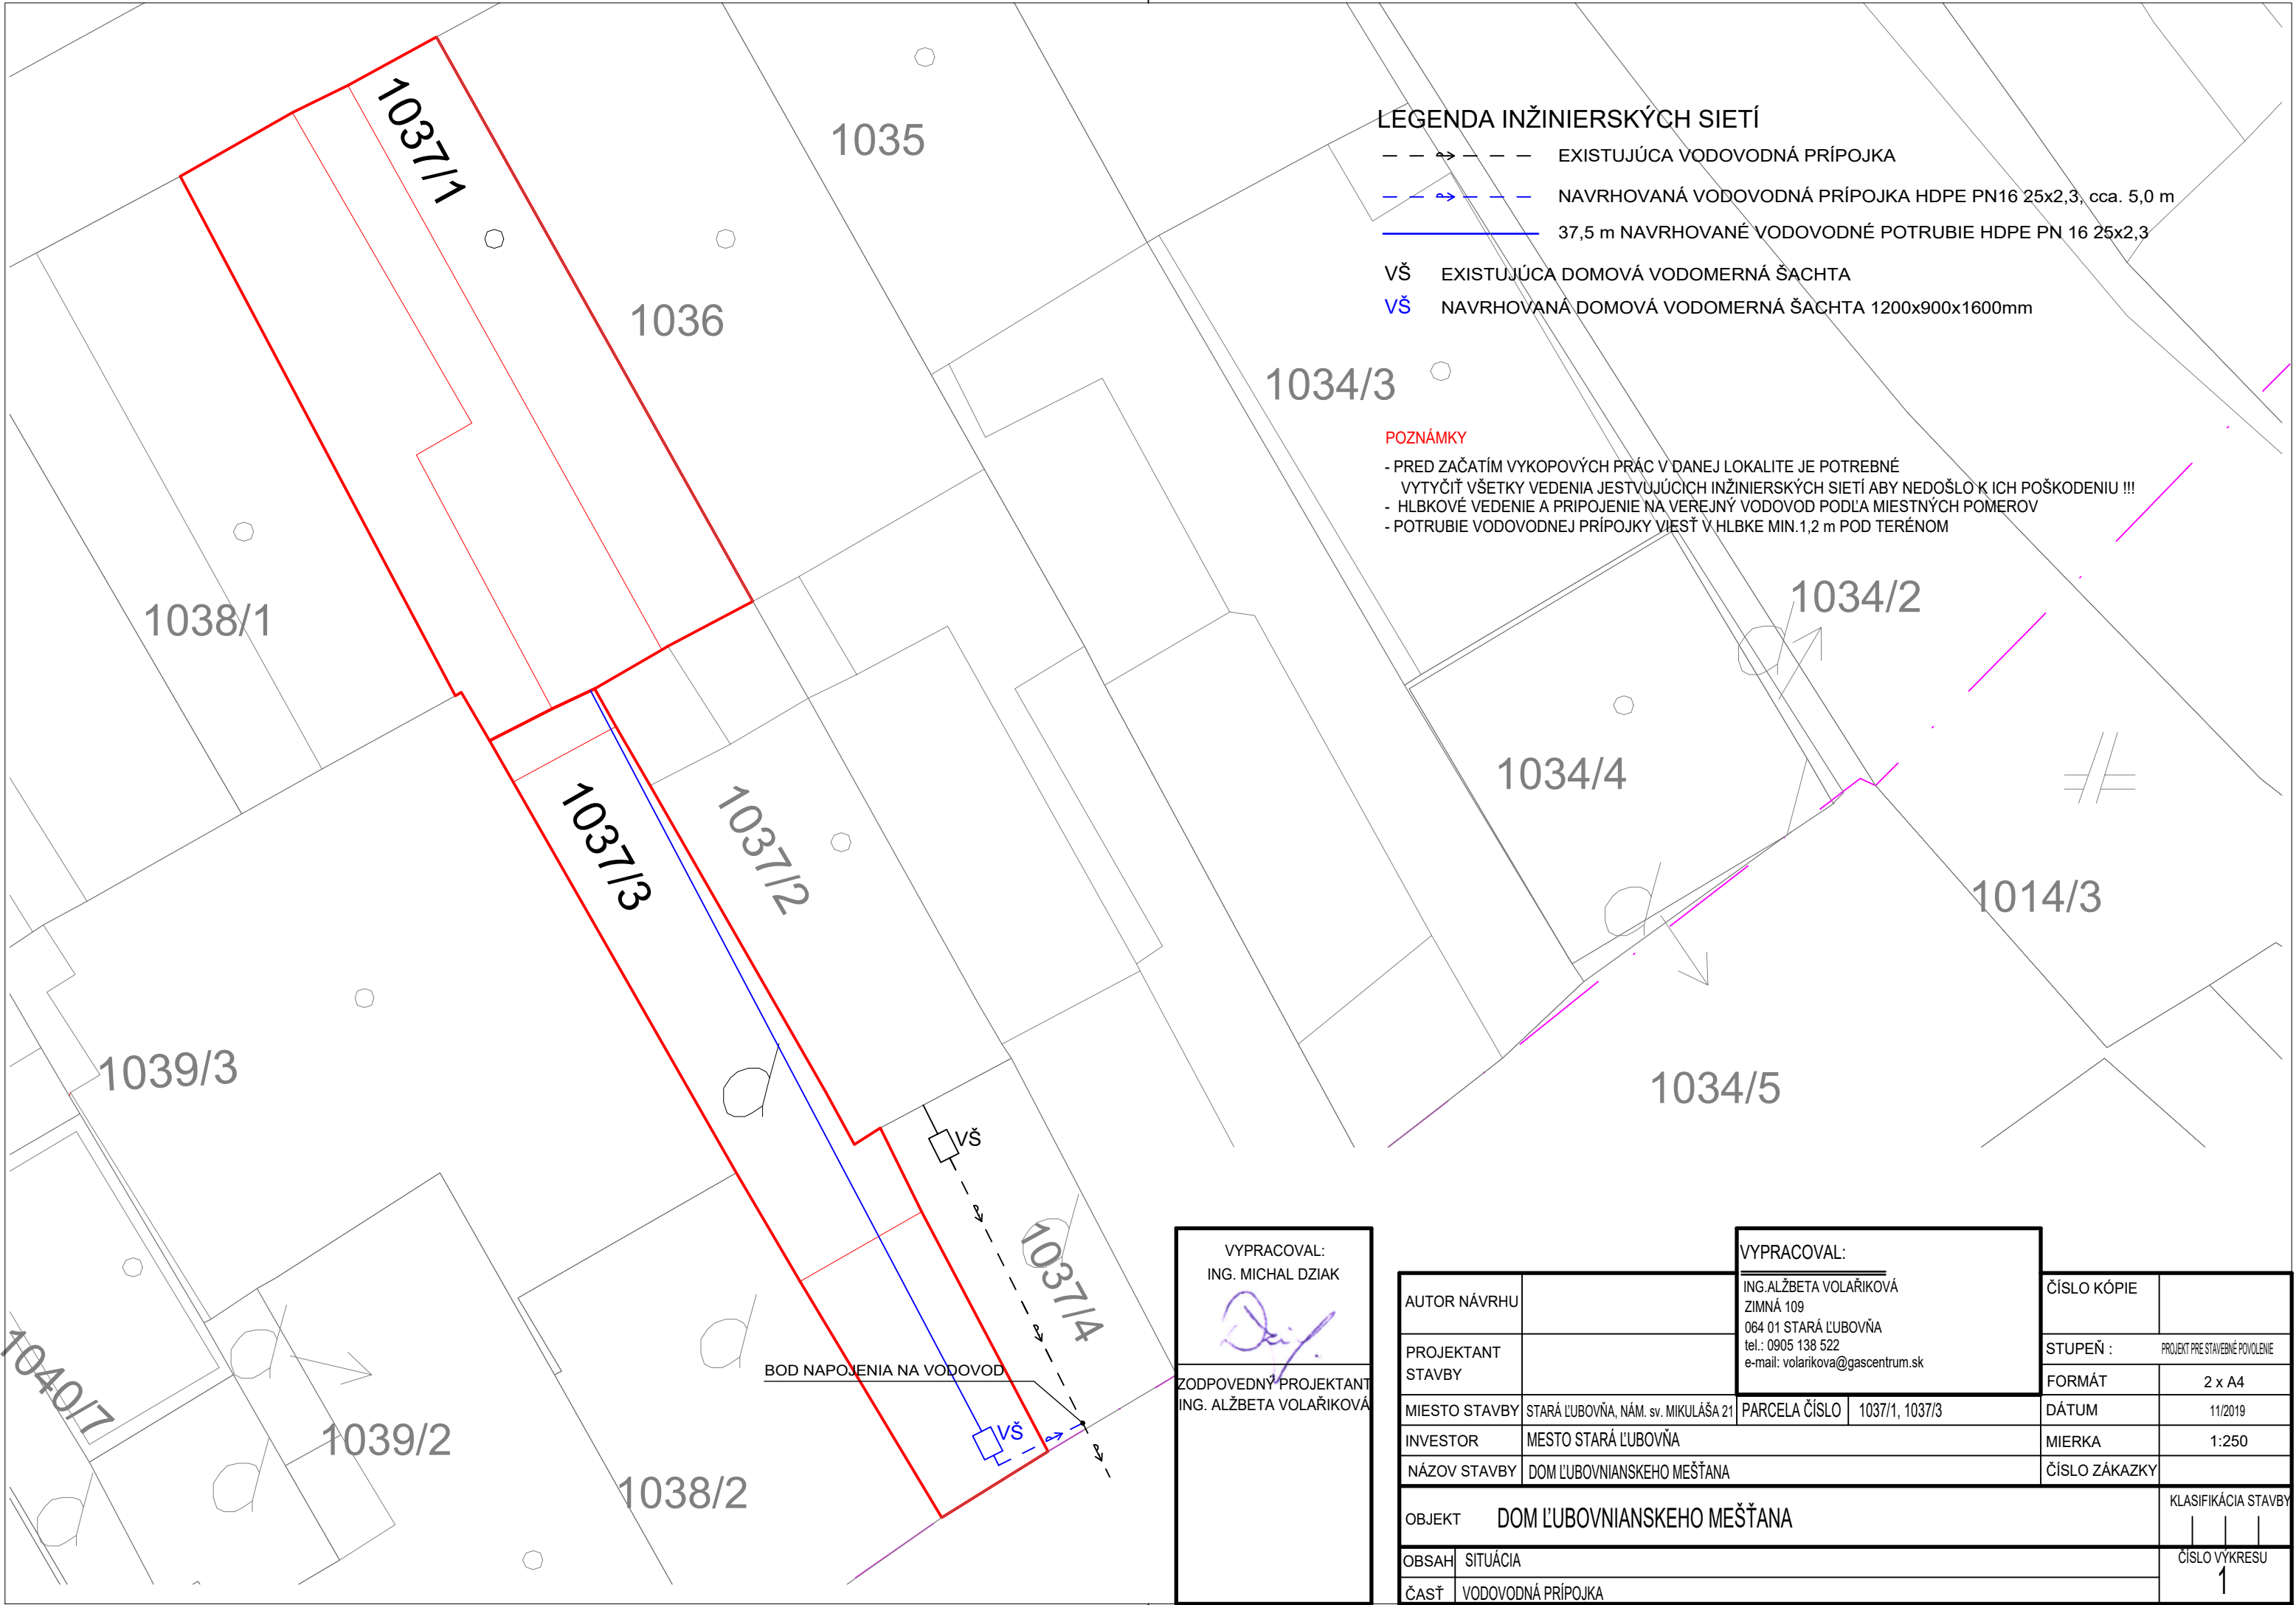 1037/1
1035
1036
1038/1
1034/3
LEGENDA INŽINIERSKÝCH SIETÍ
EXISTUJÚCA VODOVODNÁ PRÍPOJKA
NAVRHOVANÁ VODOVODNÁ PRÍPOJKA HDPE PN16 25x2,3, cca. 5,0 m
37,5 m NAVRHOVANÉ VODOVODNÉ POTRUBIE HDPE PN 16 25x2,3
VŠ EXISTUJÚCA DOMOVÁ VODOMERNÁ ŠACHTA
VŠ NAVRHOVANÁ DOMOVÁ VODOMERNÁ ŠACHTA 1200x900x1600mm
POZNÁMKY
- PRED ZAČATÍM VYKOPOVÝCH PRÁC V DANEJ LOKALITE JE POTREBNÉ
VYTYČIŤ VŠETKY VEDENIA JESTVUJÚCICH INŽINIERSKÝCH SIETÍ ABY NEDOŠLO K ICH POŠKODENIU !!!
- HLBKOVÉ VEDENIE A PRIPOJENIE NA VEREJNÝ VODOVOD PODĽA MIESTNÝCH POMEROV
- POTRUBIE VODOVODNEJ PRÍPOJKY VIESŤ V HLBKE MIN.1,2 m POD TERÉNOM
1034/2
1034/4
1014/3
1034/5
1037/3
1037/2
1039/3
VŠ
1037/4
1040/7
1039/2
1038/2
BOD NAPOJENIA NA VODOVOD
VŠ
VYPRACOVAL:
ING. MICHAL DZIAK
ZODPOVEDNÝ PROJEKTANT
ING. ALŽBETA VOLAŘIKOVÁ
AUTOR NÁVRHU
PROJEKTANT
STAVBY
VYPRACOVAL:
ING.ALŽBETA VOLAŘIKOVÁ
ZIMNÁ 109
064 01 STARÁ ĽUBOVŇA
tel.: 0905 138 522
e-mail: volarikova@gascentrum.sk
ČÍSLO KÓPIE
STUPEŇ : PROJEKT PRE STAVEBNÉ POVOLENIE
FORMÁT 2 x A4
MIESTO STAVBY STARÁ ĽUBOVŇA, NÁM. sv. MIKULÁŠA 21 PARCELA ČÍSLO 1037/1, 1037/3
DÁTUM 11/2019
INVESTOR MESTO STARÁ ĽUBOVŇA
MIERKA 1:250
NÁZOV STAVBY DOM ĽUBOVNIANSKEHO MEŠŤANA
ČÍSLO ZÁKAZKY
OBJEKT DOM ĽUBOVNIANSKEHO MEŠŤANA
KLASIFIKÁCIA STAVBY
OBSAH SITUÁCIA
ČÍSLO VÝKRESU
1
ČASŤ VODOVODNÁ PRÍPOJKA